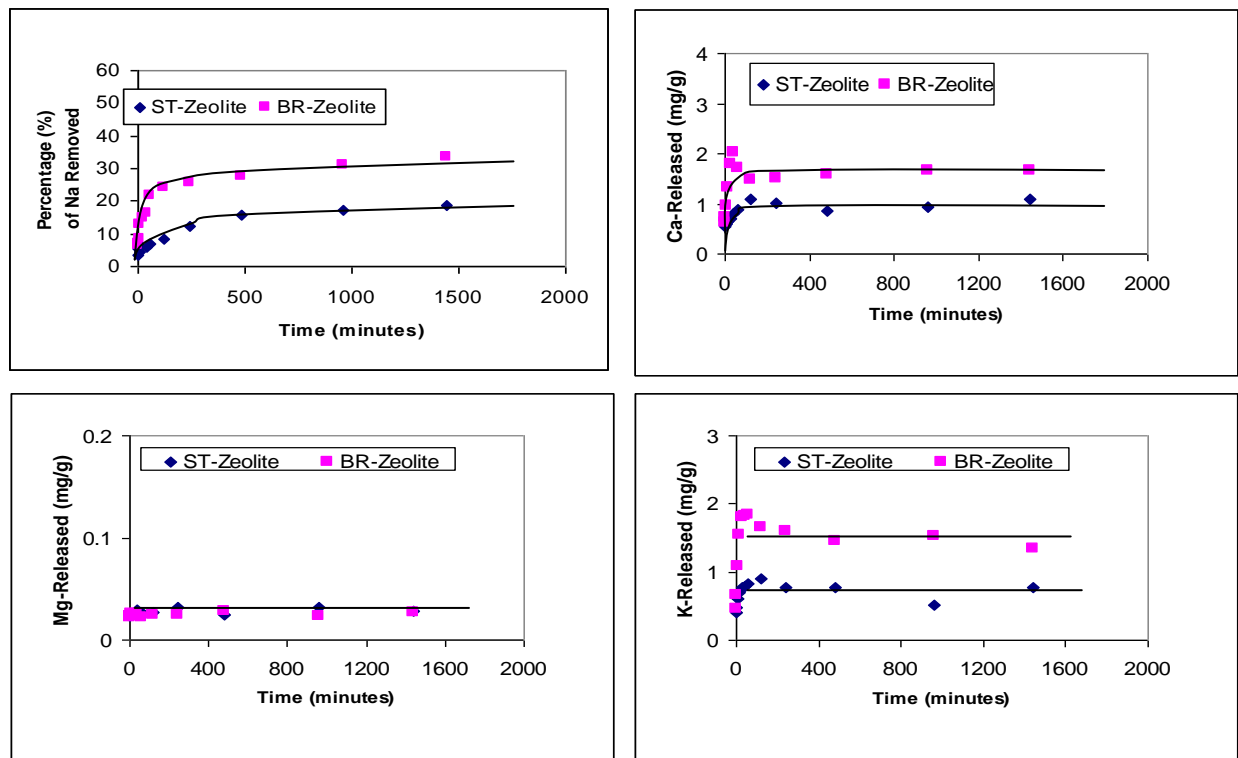 Percentage (%)
of Na Removed
60
50
40
30
20
10
0
ST-Zeolite BR-Zeolite
0 500 1000 1500 2000
Time (minutes)
Ca-Released (mg/g)
4
3
2
1
0
ST-Zeolite BR-Zeolite
0 400 800 1200 1600 2000
Time (minutes)
Mg-Released (mg/g)
0.2
0.1
0
ST-Zeolite BR-Zeolite
0 400 800 1200 1600 2000
Time (minutes)
K-Released (mg/g)
3
2
1
0
ST-Zeolite BR-Zeolite
0 400 800 1200 1600 2000
Time (minutes)